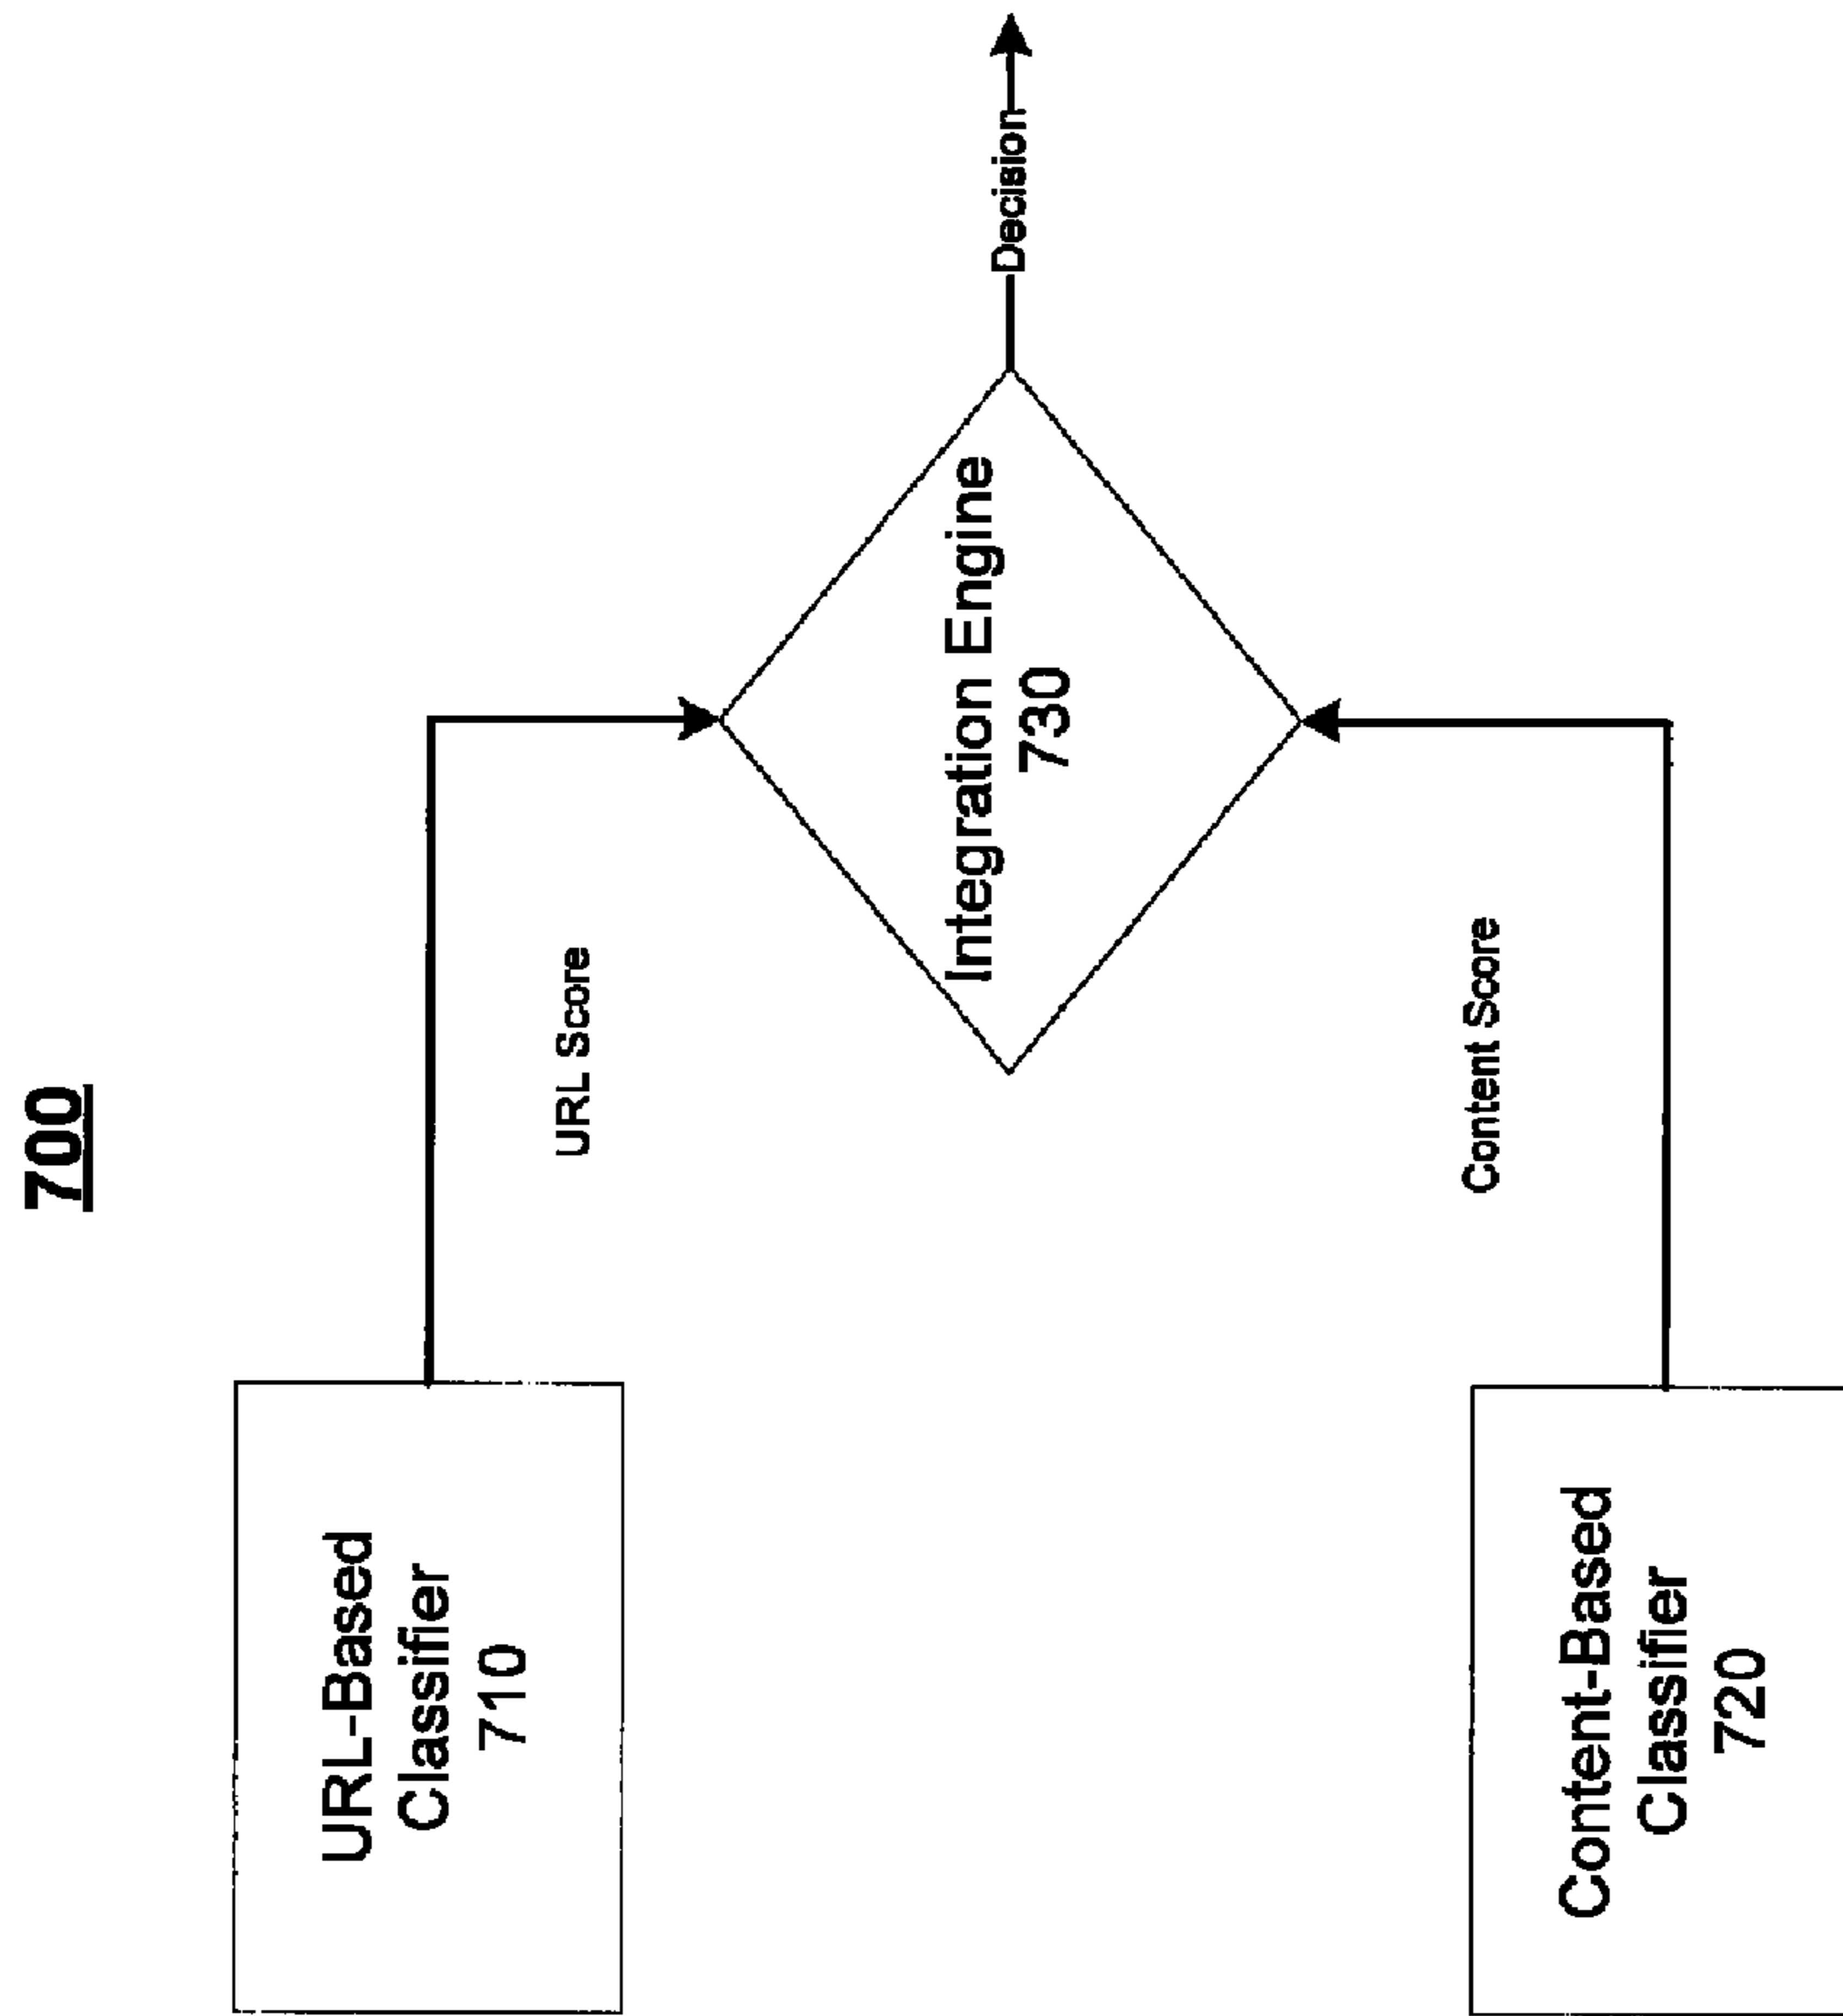 700
URL-Based
Classifier
710
URL Score
Integration Engine
730
Decision
Content Score
Content-Based
Classifier
720